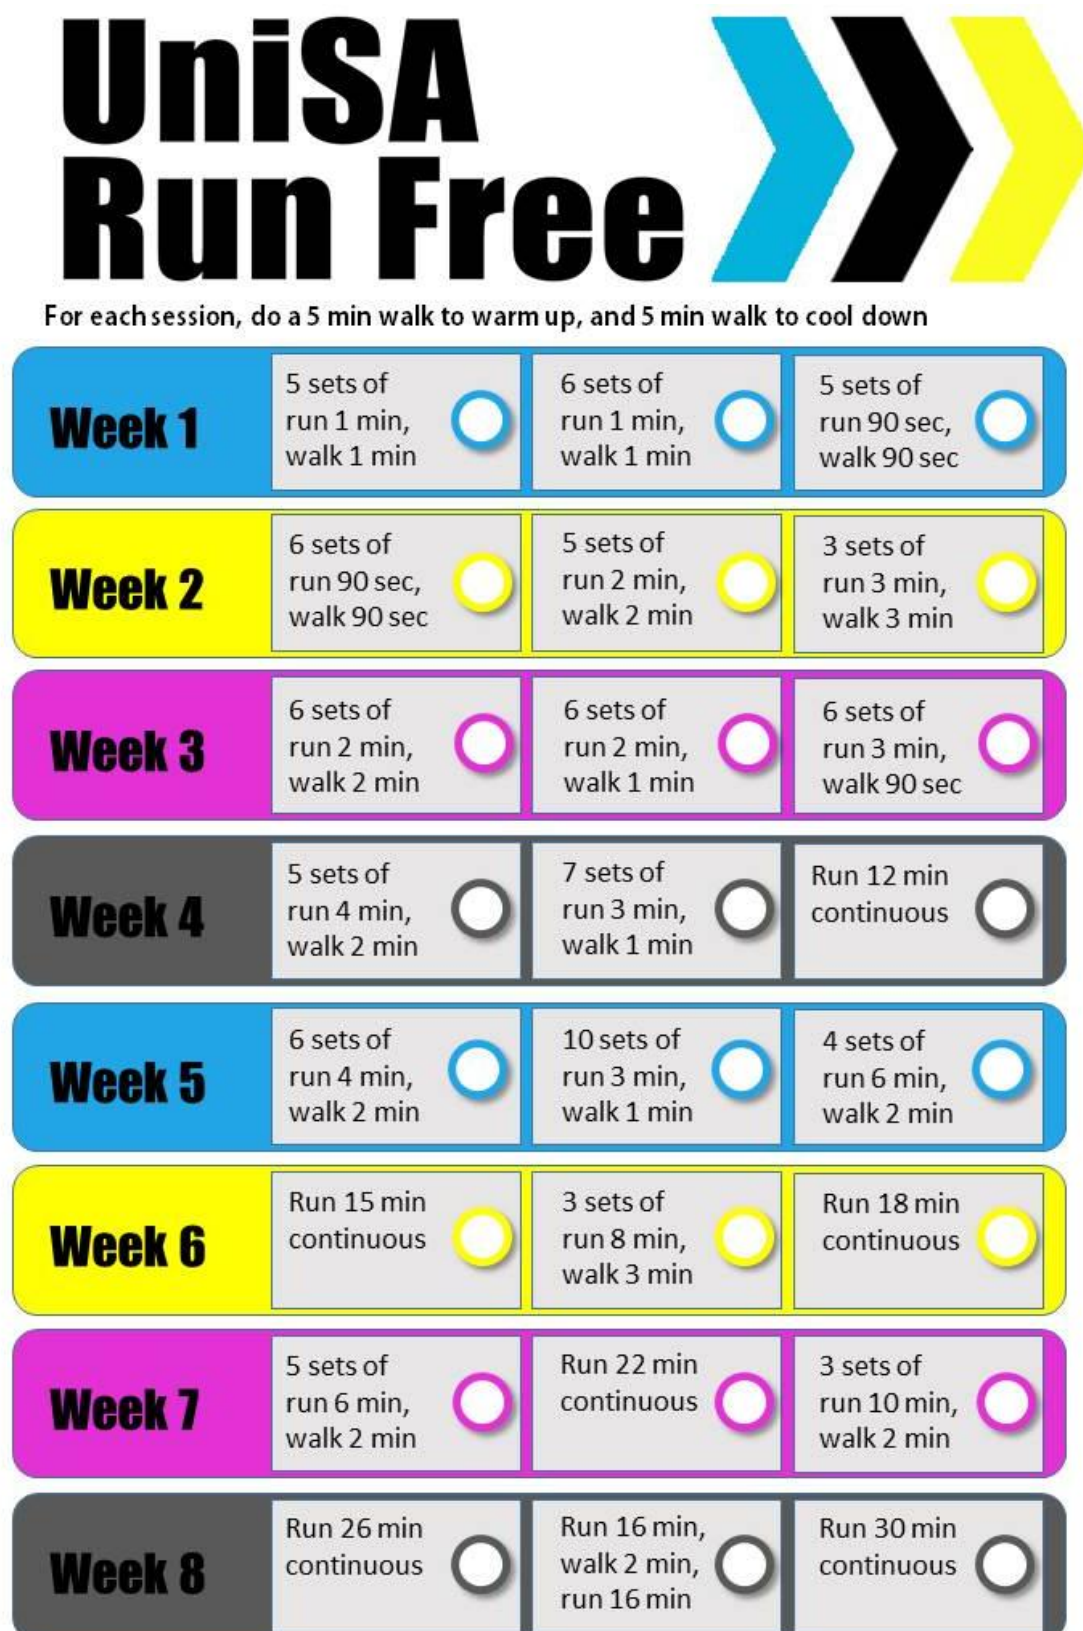 UniSA
Run Free
For each session, do a 5 min walk to warm up, and 5 min walk to cool down
Week 1
5 sets of
run 1 min,
walk 1 min
6 sets of
run 1 min,
walk 1 min
5 sets of
run 90 sec,
walk 90 sec
Week 2
6 sets of
run 90 sec,
walk 90 sec
5 sets of
run 2 min,
walk 2 min
3 sets of
run 3 min,
walk 3 min
Week 3
6 sets of
run 2 min,
walk 2 min
6 sets of
run 2 min,
walk 1 min
6 sets of
run 3 min,
walk 90 sec
Week 4
5 sets of
run 4 min,
walk 2 min
7 sets of
run 3 min,
walk 1 min
Run 12 min
continuous
Week 5
6 sets of
run 4 min,
walk 2 min
10 sets of
run 3 min,
walk 1 min
4 sets of
run 6 min,
walk 2 min
Week 6
Run 15 min
continuous
3 sets of
run 8 min,
walk 3 min
Run 18 min
continuous
Week 7
5 sets of
run 6 min,
walk 2 min
Run 22 min
continuous
3 sets of
run 10 min,
walk 2 min
Week 8
Run 26 min
continuous
Run 16 min,
walk 2 min,
run 16 min
Run 30 min
continuous